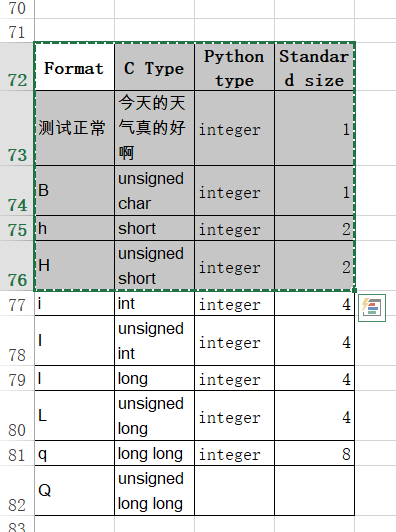 70
71
72 Format C Type Python type Standar d size
73 测试正常 今天的天气真的好啊 integer 1
74 B unsigned char integer 1
75 h short integer 2
76 H unsigned short integer 2
77 i int integer 4
78 I unsigned int integer 4
79 l long integer 4
80 L unsigned long integer 4
81 q long long integer 8
82 Q unsigned long long
83